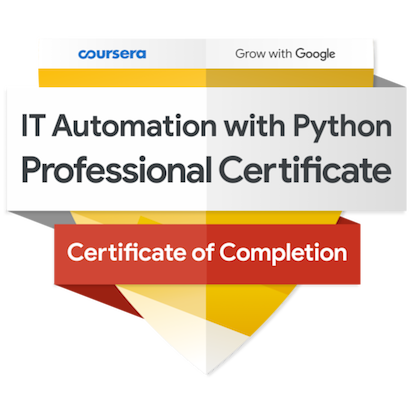 coursera Grow with Google
IT Automation with Python
Professional Certificate
Certificate of Completion